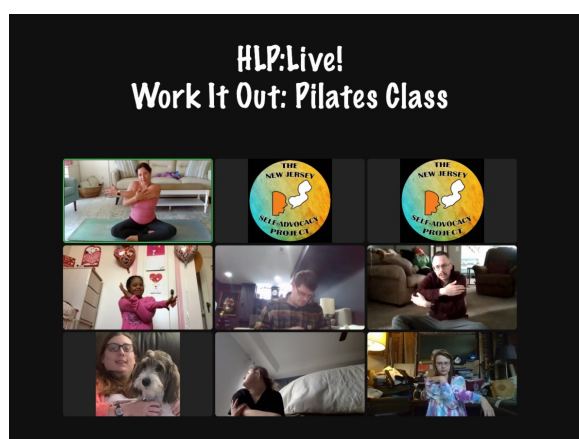 HLP:Live!
Work It Out: Pilates Class
THE
NEW JERSEY
SELF-ADVOCACY
PROJECT
THE
NEW JERSEY
SELF-ADVOCACY
PROJECT